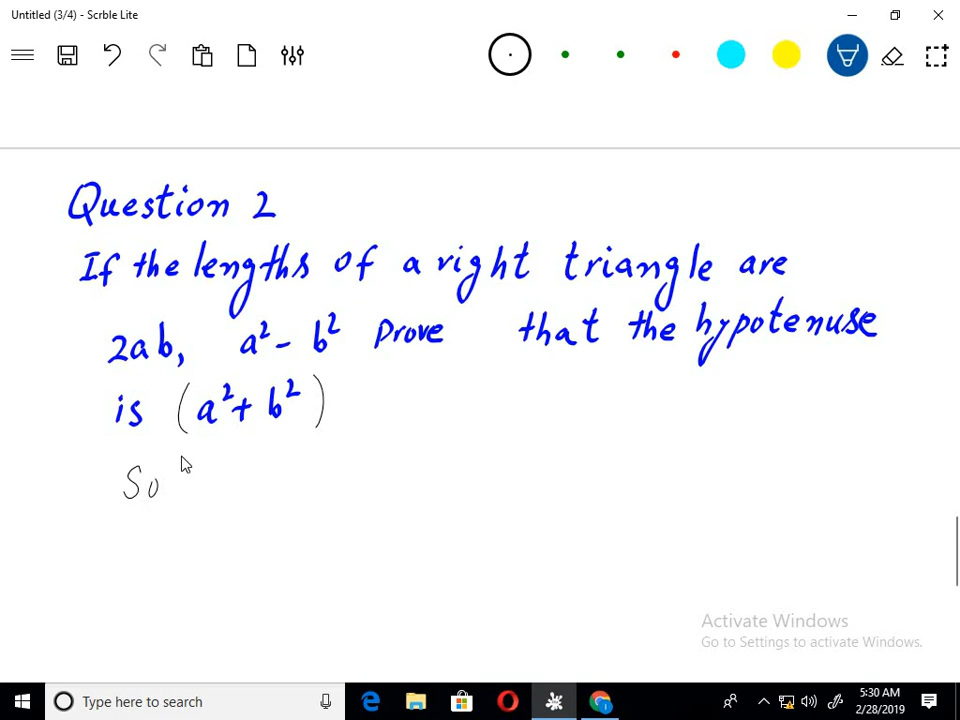 Untitled (3/4) - Scrble Lite
Question 2
If the lengths of a right triangle are
2ab, a² - b² Prove that the hypotenuse
is (a² + b²)
So
Activate Windows
Go to Settings to activate Windows.
Type here to search
5:30 AM
2/28/2019